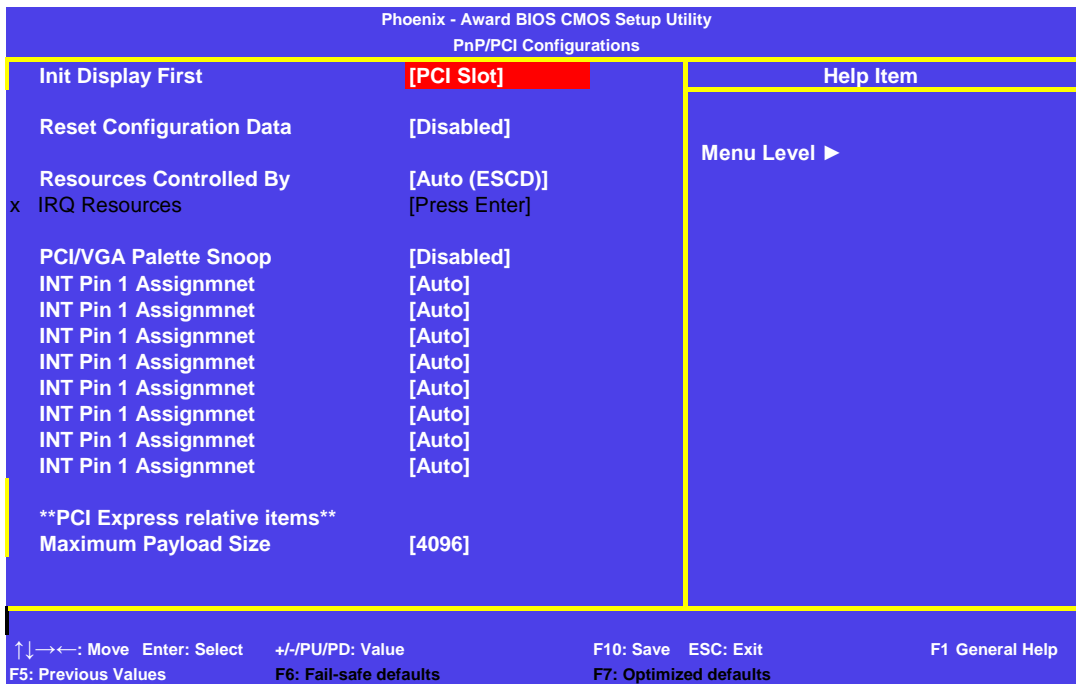 Phoenix - Award BIOS CMOS Setup Utility
PnP/PCI Configurations
Init Display First [PCI Slot] Help Item
Reset Configuration Data [Disabled]
Menu Level ►
Resources Controlled By [Auto (ESCD)]
x IRQ Resources [Press Enter]
PCI/VGA Palette Snoop [Disabled]
INT Pin 1 Assignmnet [Auto]
INT Pin 1 Assignmnet [Auto]
INT Pin 1 Assignmnet [Auto]
INT Pin 1 Assignmnet [Auto]
INT Pin 1 Assignmnet [Auto]
INT Pin 1 Assignmnet [Auto]
INT Pin 1 Assignmnet [Auto]
INT Pin 1 Assignmnet [Auto]
**PCI Express relative items**
Maximum Payload Size [4096]
↑↓→←: Move Enter: Select +/-/PU/PD: Value F10: Save ESC: Exit F1 General Help
F5: Previous Values F6: Fail-safe defaults F7: Optimized defaults